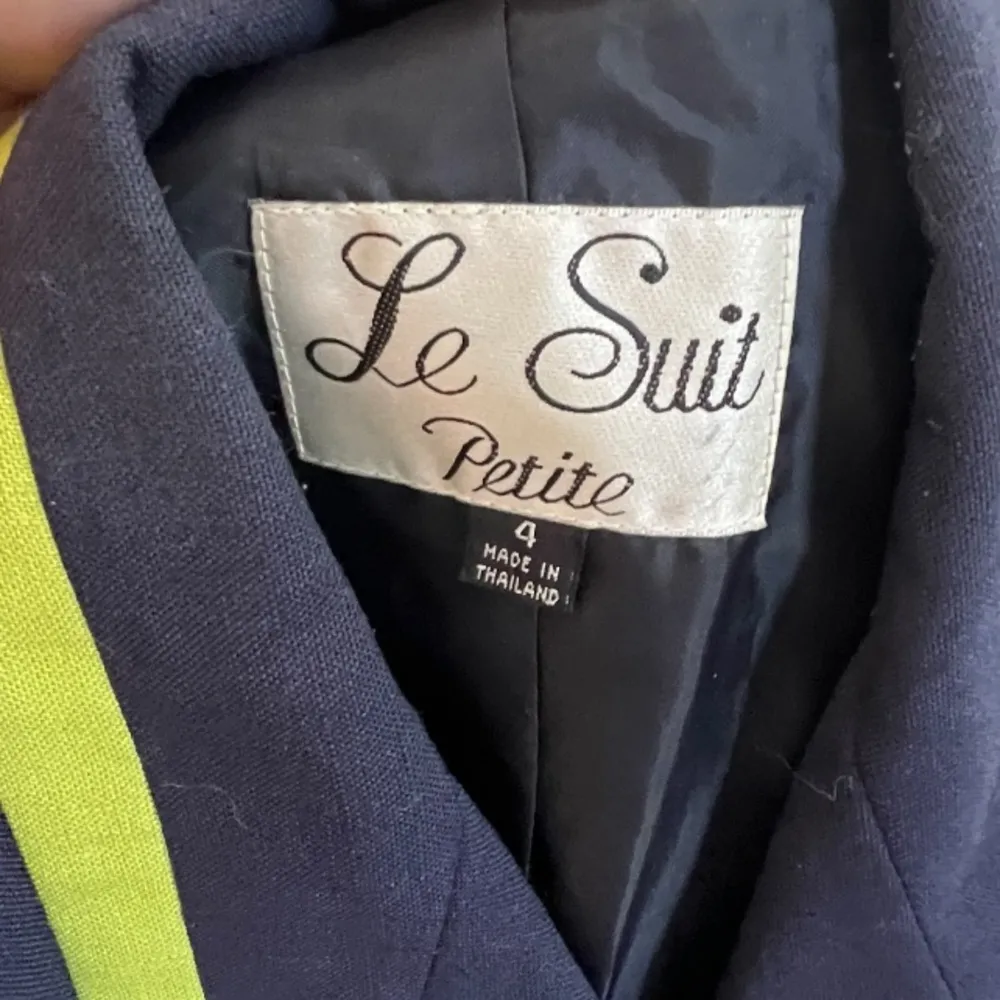 Le Suit
Petite
4
MADE IN
THAILAND